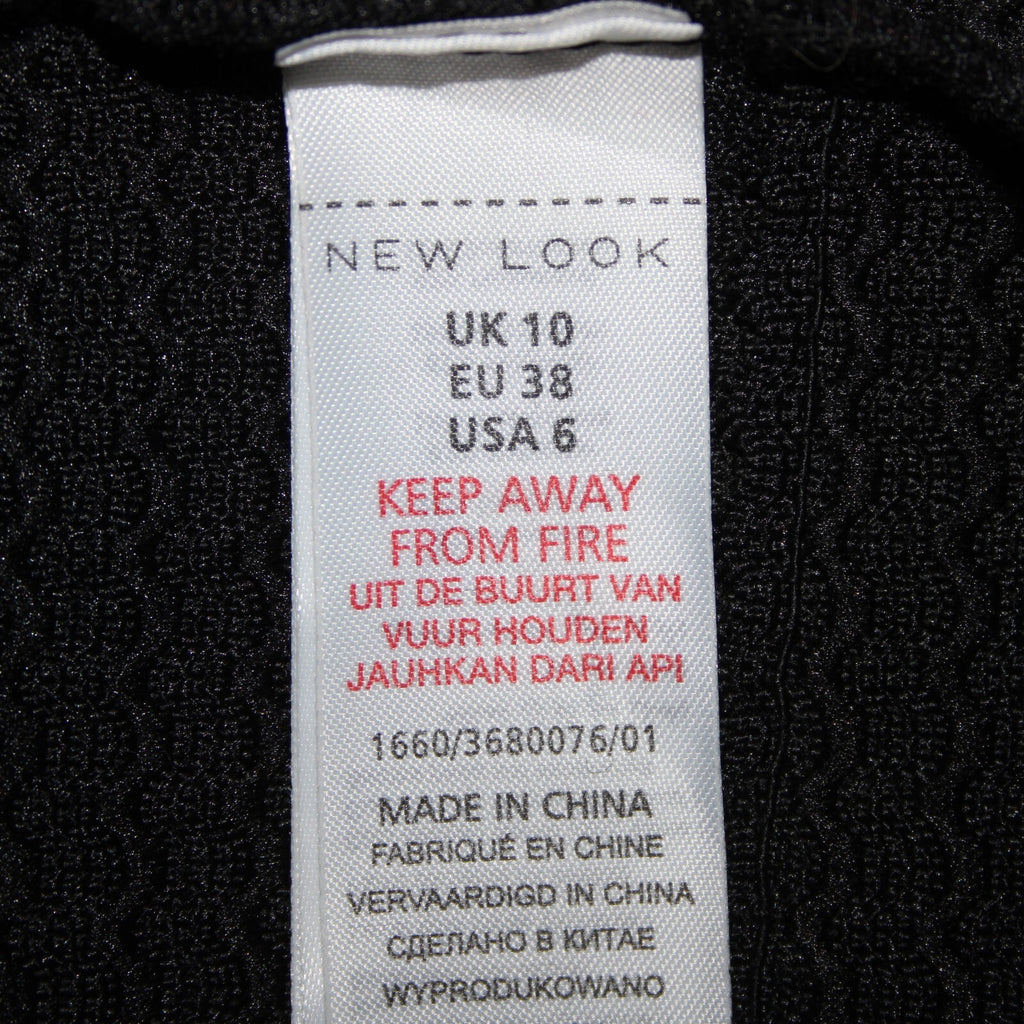 NEW LOOK
UK 10
EU 38
USA 6
KEEP AWAY
FROM FIRE
UIT DE BUURT VAN
VUUR HOUDEN
JAUHKAN DARI API
1660/3680076/01
MADE IN CHINA
FABRIQUÉ EN CHINE
VERVAARDIGD IN CHINA
СДЕЛАНО В КИТАЕ
WYPRODUKOWANO